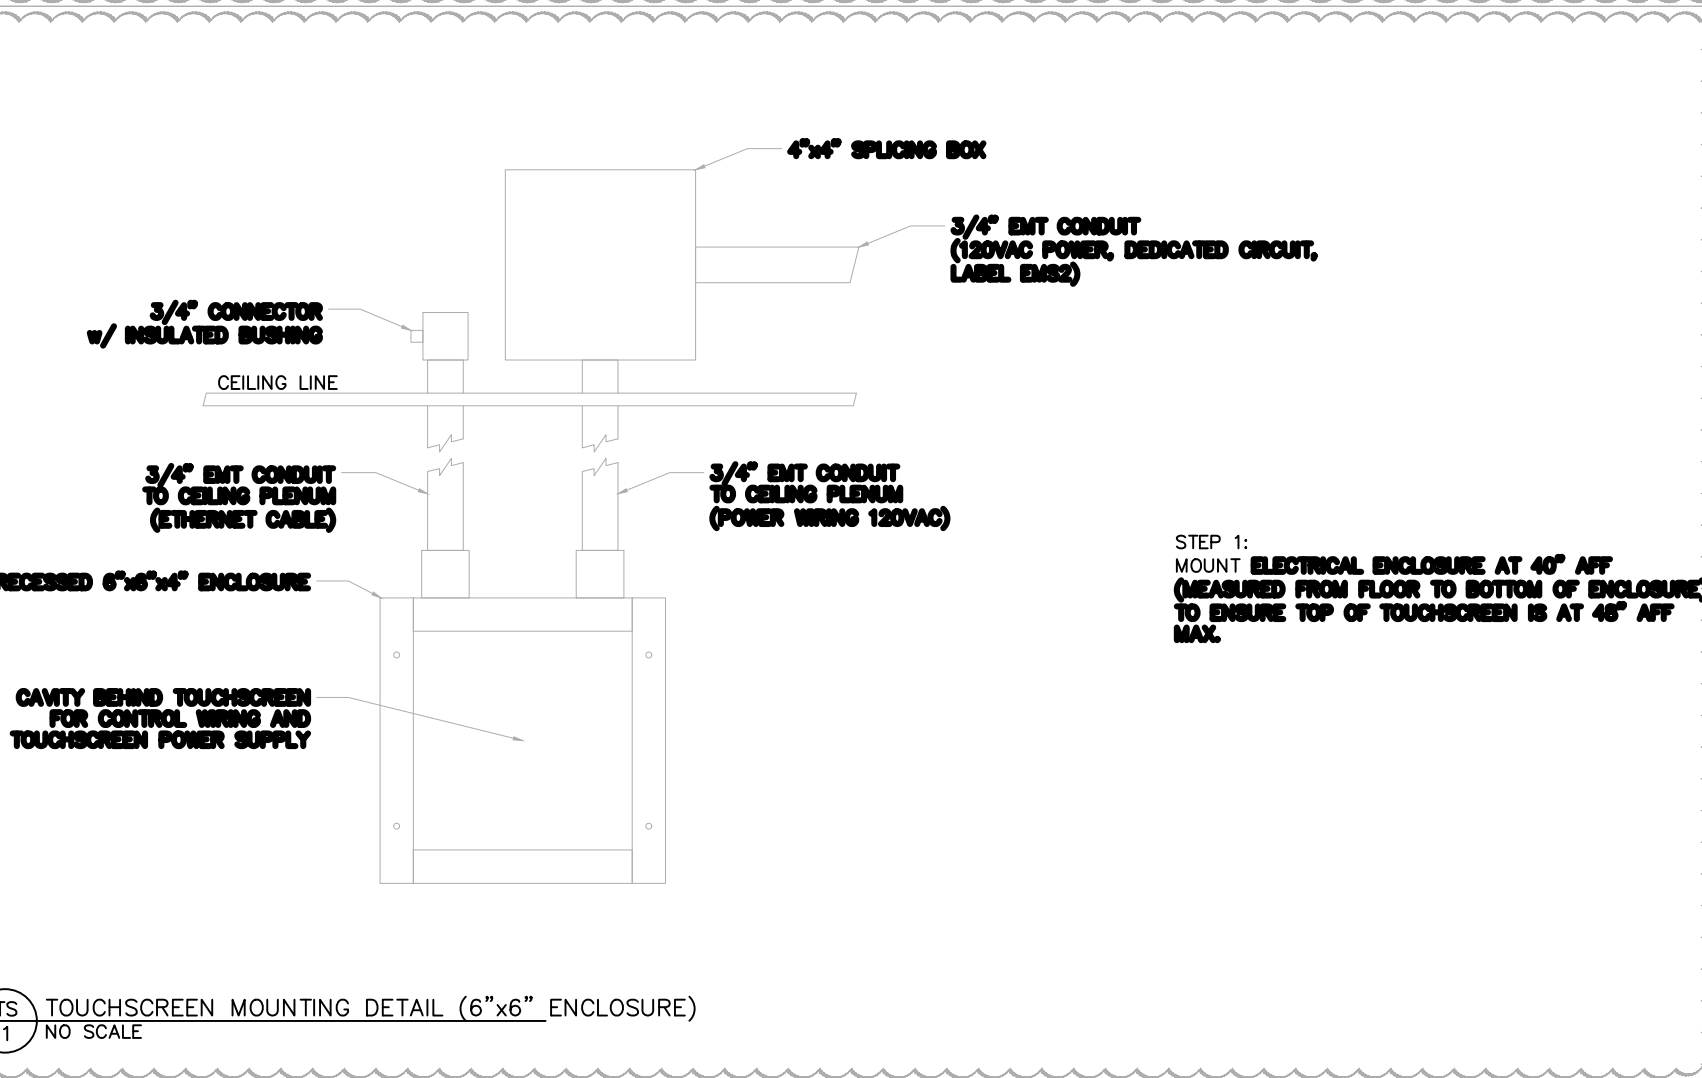 4"x4" SPLICING BOX
3/4" EMT CONDUIT
(120VAC POWER, DEDICATED CIRCUIT,
LABEL EMS2)
3/4" CONNECTOR
w/ INSULATED BUSHING
CEILING LINE
3/4" EMT CONDUIT
TO CEILING PLENUM
(ETHERNET CABLE)
3/4" EMT CONDUIT
TO CEILING PLENUM
(POWER WIRING 120VAC)
RECESSED 6"x6"x4" ENCLOSURE
CAVITY BEHIND TOUCHSCREEN
FOR CONTROL WIRING AND
TOUCHSCREEN POWER SUPPLY
STEP 1:
MOUNT ELECTRICAL ENCLOSURE AT 40" AFF
(MEASURED FROM FLOOR TO BOTTOM OF ENCLOSURE)
TO ENSURE TOP OF TOUCHSCREEN IS AT 48" AFF
MAX.
TS
1
TOUCHSCREEN MOUNTING DETAIL (6"x6" ENCLOSURE)
NO SCALE